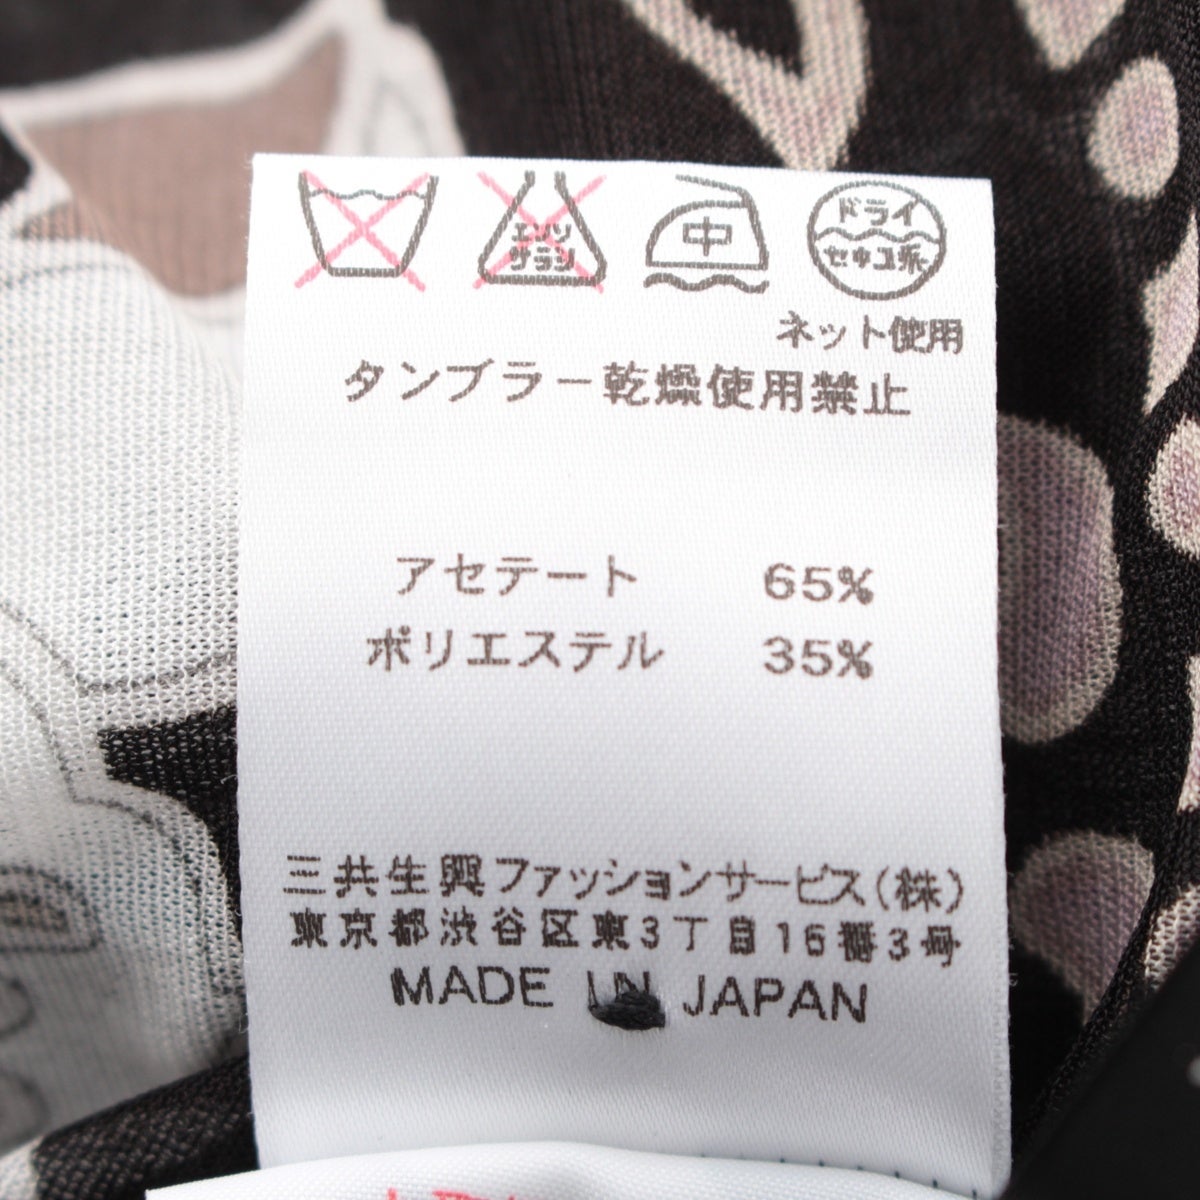 エンソ サラシ
中
ドライ
セキユ系
ネット使用
タンブラー乾燥使用禁止
アセテート 65%
ポリエステル 35%
三共生興ファッションサービス(株)
東京都渋谷区東3丁目16番3号
MADE IN JAPAN